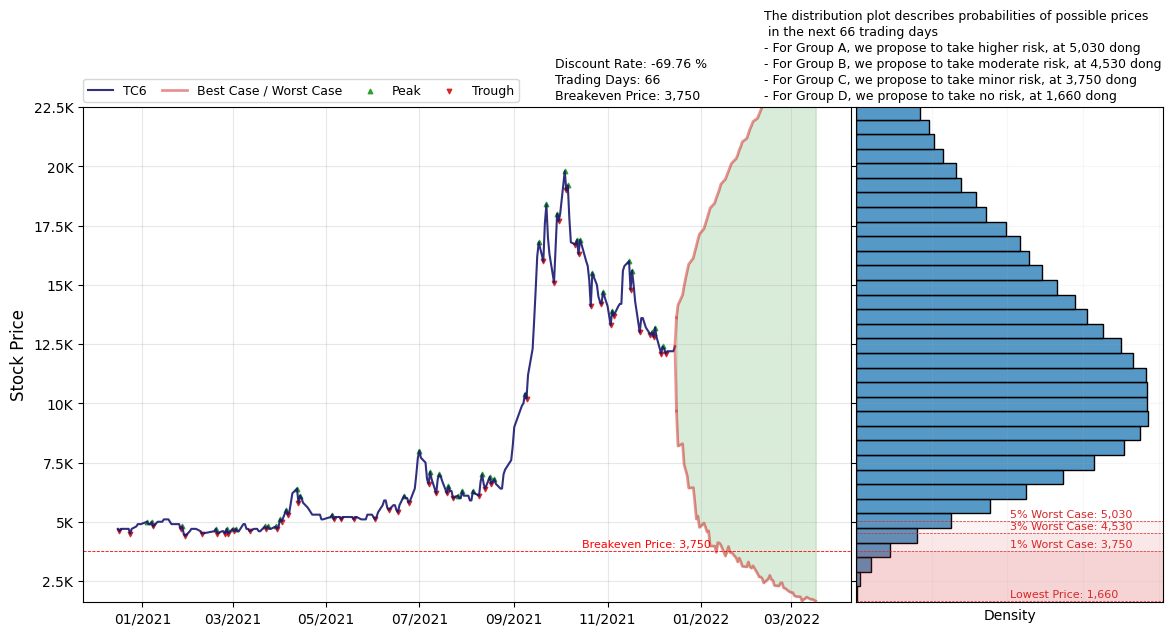 The distribution plot describes probabilities of possible prices
in the next 66 trading days
- For Group A, we propose to take higher risk, at 5,030 dong
- For Group B, we propose to take moderate risk, at 4,530 dong
- For Group C, we propose to take minor risk, at 3,750 dong
- For Group D, we propose to take no risk, at 1,660 dong
Discount Rate: -69.76 %
Trading Days: 66
Breakeven Price: 3,750
TC6
Best Case / Worst Case
Peak
Trough
Stock Price
22.5K
20K
17.5K
15K
12.5K
10K
7.5K
5K
2.5K
Breakeven Price: 3,750
01/2021
03/2021
05/2021
07/2021
09/2021
11/2021
01/2022
03/2022
5% Worst Case: 5,030
3% Worst Case: 4,530
1% Worst Case: 3,750
Lowest Price: 1,660
Density